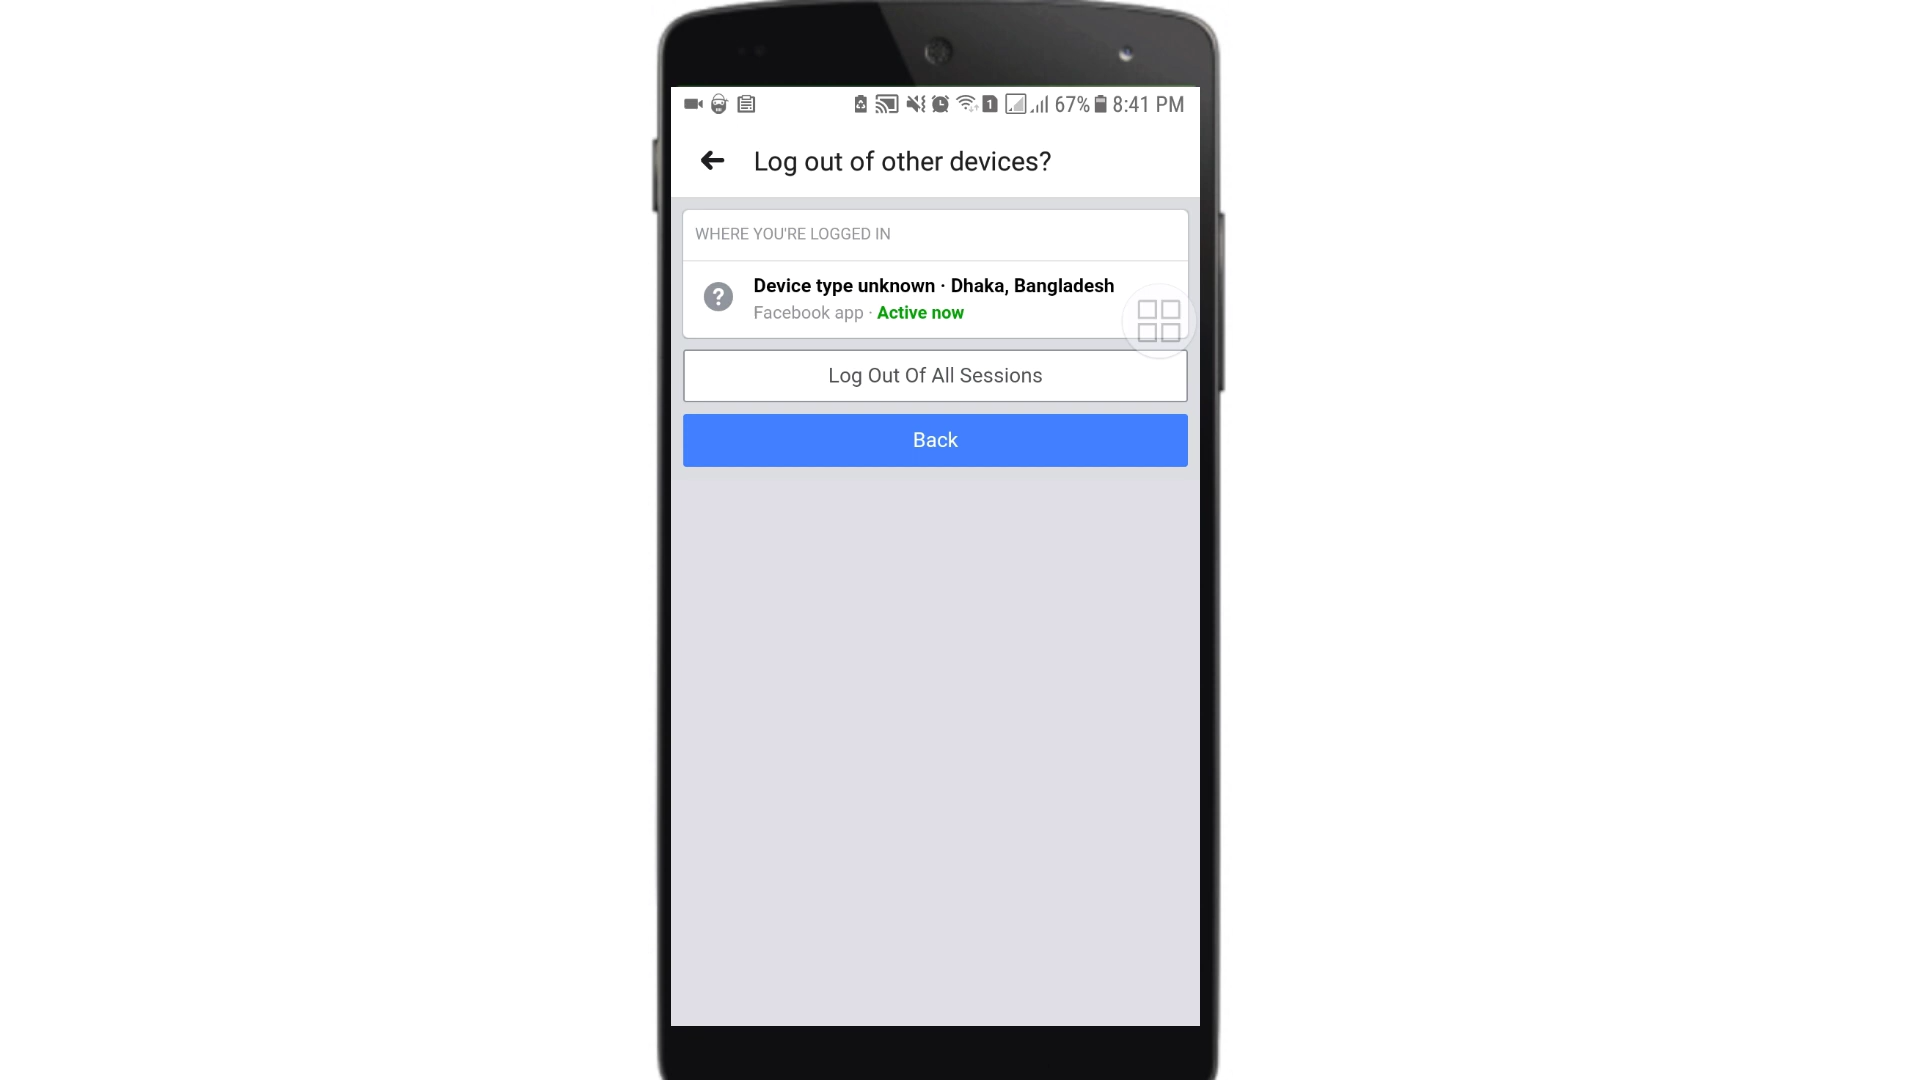 67% 8:41 PM
Log out of other devices?
WHERE YOU'RE LOGGED IN
Device type unknown · Dhaka, Bangladesh
Facebook app · Active now
Log Out Of All Sessions
Back